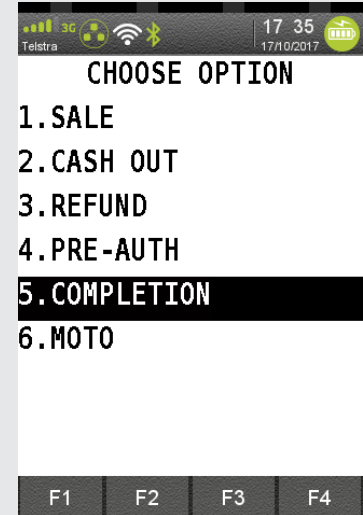 3G 17 35
Telstra 17/10/2017
CHOOSE OPTION
1.SALE
2.CASH OUT
3.REFUND
4.PRE-AUTH
5.COMPLETION
6.MOTO
F1 F2 F3 F4